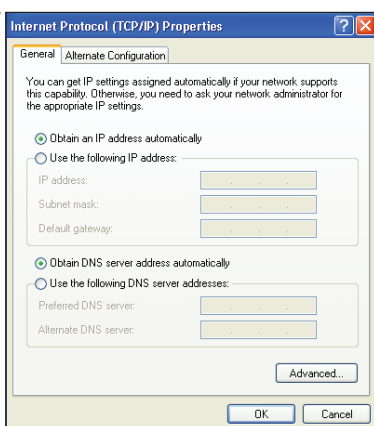 Internet Protocol (TCP/IP) Properties
General Alternate Configuration
You can get IP settings assigned automatically if your network supports
this capability. Otherwise, you need to ask your network administrator for
the appropriate IP settings.
Obtain an IP address automatically
Use the following IP address:
IP address:
Subnet mask:
Default gateway:
Obtain DNS server address automatically
Use the following DNS server addresses:
Preferred DNS server:
Alternate DNS server:
Advanced...
OK Cancel